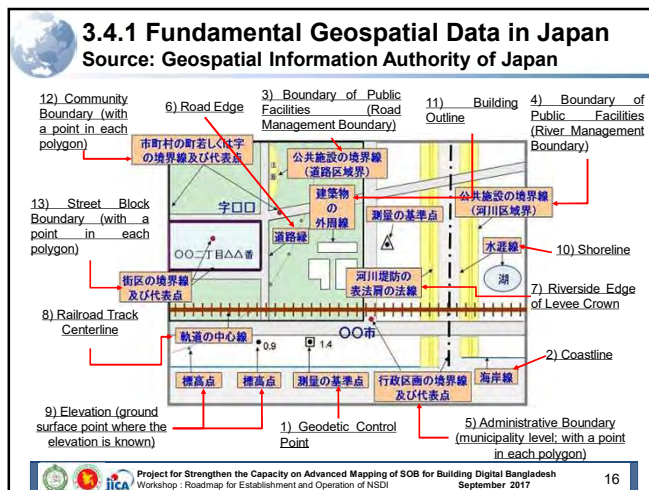 3.4.1 Fundamental Geospatial Data in Japan
Source: Geospatial Information Authority of Japan
12) Community
Boundary (with
a point in each
polygon)
6) Road Edge
3) Boundary of Public
Facilities (Road
Management Boundary)
11) Building
Outline
4) Boundary of
Public Facilities
(River Management
Boundary)
市町村の町若しくは字
の境界線及び代表点
公共施設の境界線
(道路区域界)
字口口
建築物
の
外周線
測量の基準点
公共施設の境界線
(河川区域界)
13) Street Block
Boundary (with a
point in each
polygon)
道路縁
〇〇二丁目△△番
水涯線
10) Shoreline
湖
街区の境界線
及び代表点
河川堤防の
表法肩の法線
7) Riverside Edge
of Levee Crown
8) Railroad Track
Centerline
軌道の中心線
〇〇市
0.9
1.4
2) Coastline
標高点
標高点
測量の基準点
行政区画の境界線
及び代表点
海岸線
9) Elevation (ground
surface point where the
elevation is known)
1) Geodetic Control
Point
5) Administrative Boundary
(municipality level; with a point
in each polygon)
jICA
Project for Strengthen the Capacity on Advanced Mapping of SOB for Building Digital Bangladesh
Workshop : Roadmap for Establishment and Operation of NSDI
September 2017
16